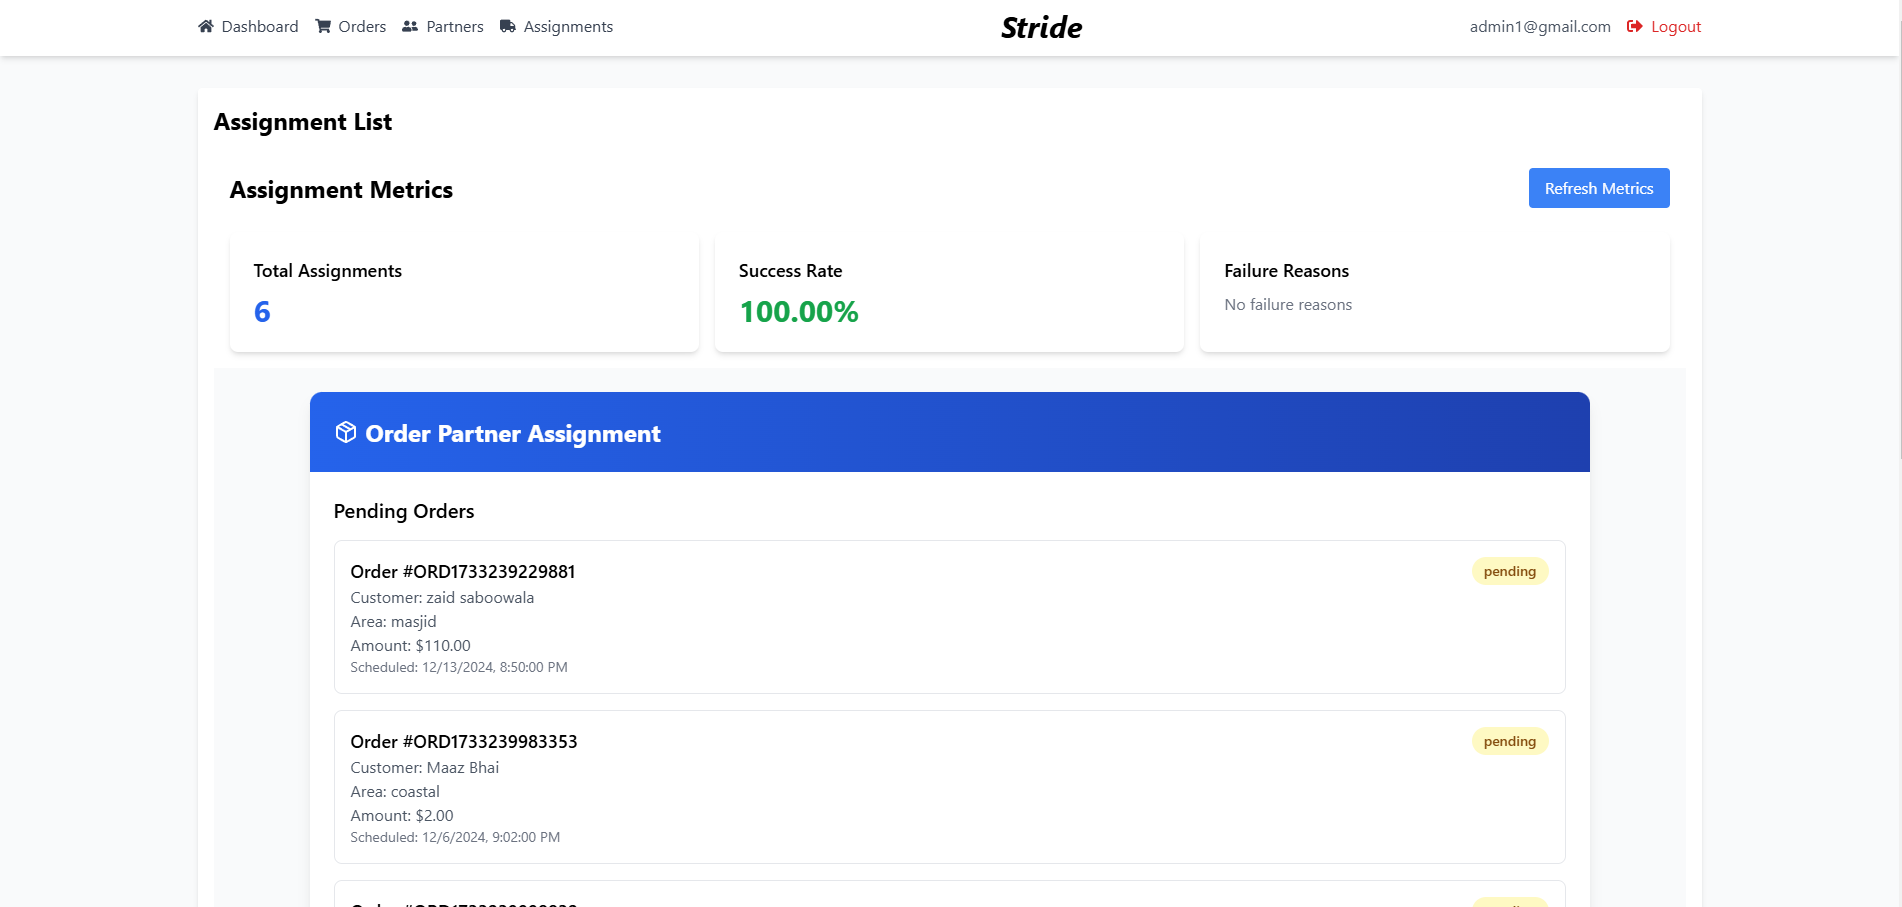 Dashboard Orders Partners Assignments Stride admin1@gmail.com Logout
Assignment List
Assignment Metrics Refresh Metrics
Total Assignments
6
Success Rate
100.00%
Failure Reasons
No failure reasons
Order Partner Assignment
Pending Orders
Order #ORD1733239229881 pending
Customer: zaid saboowala
Area: masjid
Amount: $110.00
Scheduled: 12/13/2024, 8:50:00 PM
Order #ORD1733239983353 pending
Customer: Maaz Bhai
Area: coastal
Amount: $2.00
Scheduled: 12/6/2024, 9:02:00 PM